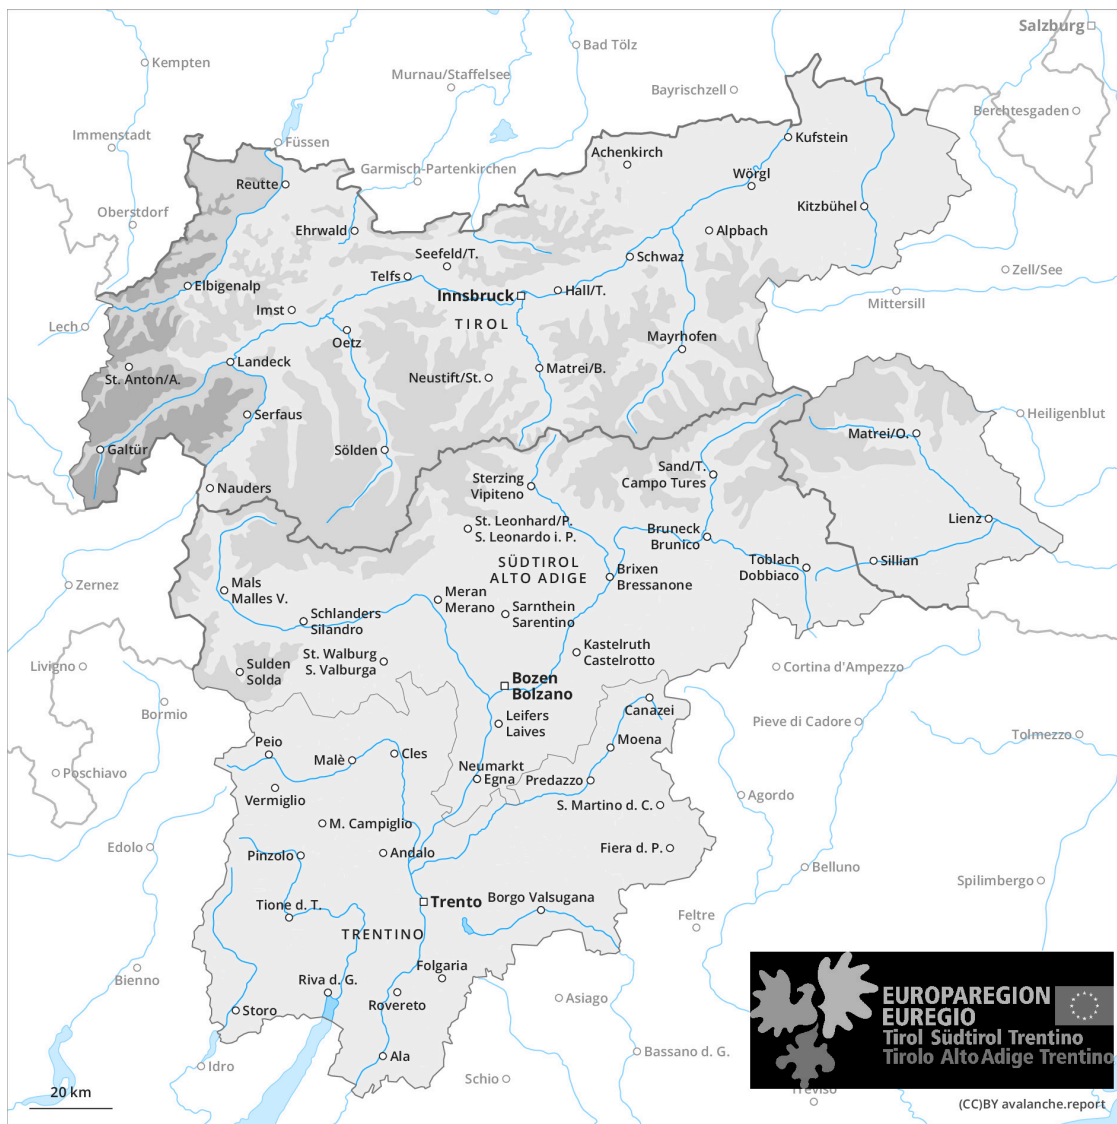 Salzburg
Bad Tölz
Kempten
Murnau/Staffelsee
Bayrischzell
Berchtesgaden
Immenstadt
Füssen
Kufstein
Achenkirch
Garmisch-Partenkirchen
Wörgl
Reutte
Oberstdorf
Kitzbühel
Ehrwald
Alpbach
Seefeld/T.
Schwaz
Telfs
Zell/See
Elbigenalp
Hall/T.
Innsbruck
Mittersill
Imst
TIROL
Lech
Oetz
Mayrhofen
Landeck
Matrei/B.
St. Anton/A.
Neustift/St.
Serfaus
Heiligenblut
Matrei/O.
Galtür
Sölden
Sand/T.
Campo Tures
Sterzing
Vipiteno
Nauders
St. Leonhard/P.
S. Leonardo i. P.
Lienz
Bruneck
Brunico
SÜDTIROL
ALTO ADIGE
Toblach
Dobbiaco
Sillian
Brixen
Bressanone
Zernez
Mals
Malles V.
Meran
Merano
Sarnthein
Sarentino
Schlanders
Silandro
Kastelruth
Castelrotto
St. Walburg
S. Valburga
Livigno
Sulden
Solda
Cortina d'Ampezzo
Bozen
Bolzano
Canazei
Bormio
Leifers
Laives
Pieve di Cadore
Tolmezzo
Peio
Moena
Cles
Malè
Neumarkt
Egna
Poschiavo
Predazzo
Vermiglio
Agordo
S. Martino d. C.
M. Campiglio
Edolo
Pinzolo
Andalo
Fiera d. P.
Belluno
Spilimbergo
Borgo Valsugana
Trento
Tione d. T.
Feltre
TRENTINO
Folgaria
Bienno
Riva d. G.
EUROPAREGION
EUREGIO
Tirol Südtirol Trentino
Tirolo Alto Adige Trentino
Asiago
Rovereto
Storo
Bassano d. G.
Ala
Idro
Schio
20 km
Treviso
(CC)BY avalanche.report